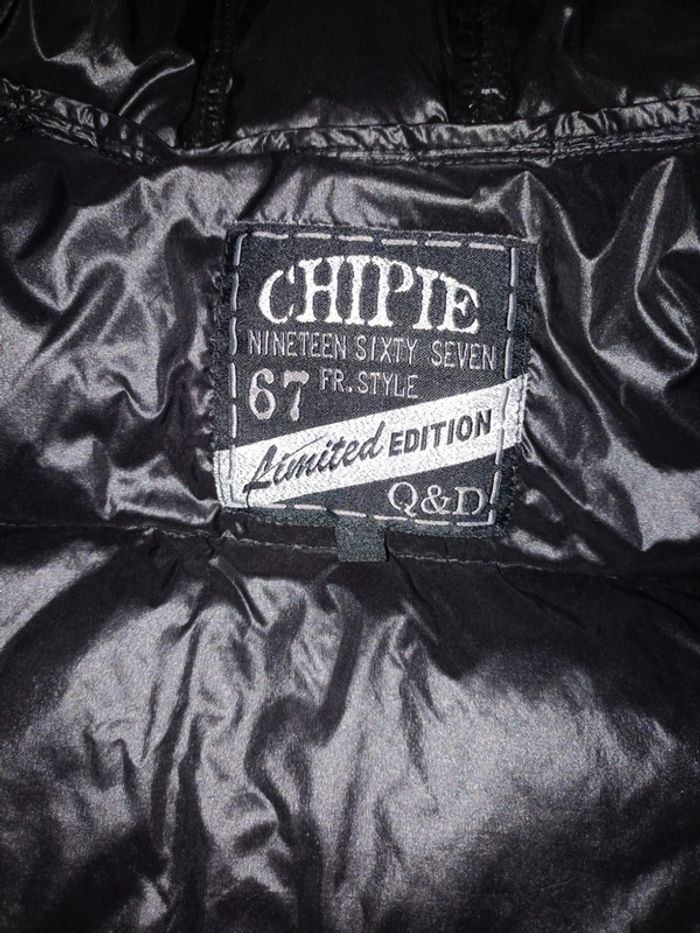 CHIPIE
NINETEEN SIXTY SEVEN
67 FR. STYLE
Limited EDITION
Q&D